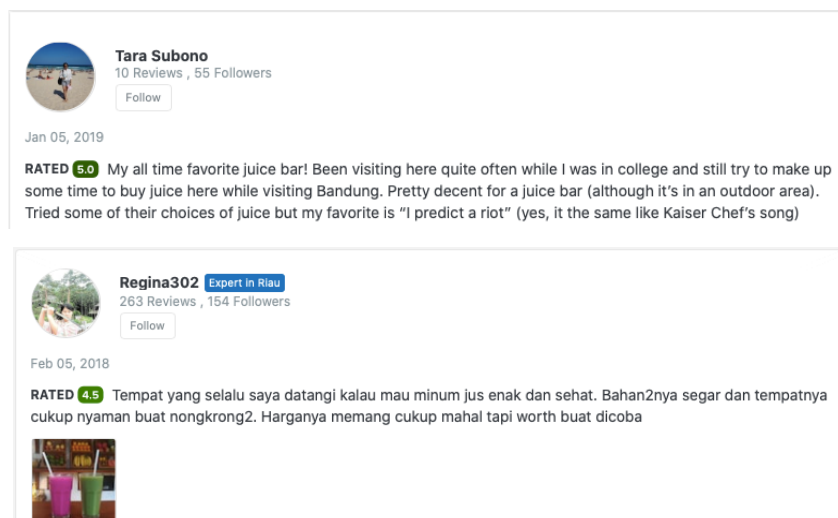 Tara Subono
10 Reviews , 55 Followers
Follow
Jan 05, 2019
RATED 5.0 My all time favorite juice bar! Been visiting here quite often while I was in college and still try to make up
some time to buy juice here while visiting Bandung. Pretty decent for a juice bar (although it's in an outdoor area).
Tried some of their choices of juice but my favorite is “I predict a riot” (yes, it the same like Kaiser Chef's song)
Regina302 Expert in Riau
263 Reviews , 154 Followers
Follow
Feb 05, 2018
RATED 4.5 Tempat yang selalu saya datangi kalau mau minum jus enak dan sehat. Bahan2nya segar dan tempatnya
cukup nyaman buat nongkrong2. Harganya memang cukup mahal tapi worth buat dicoba